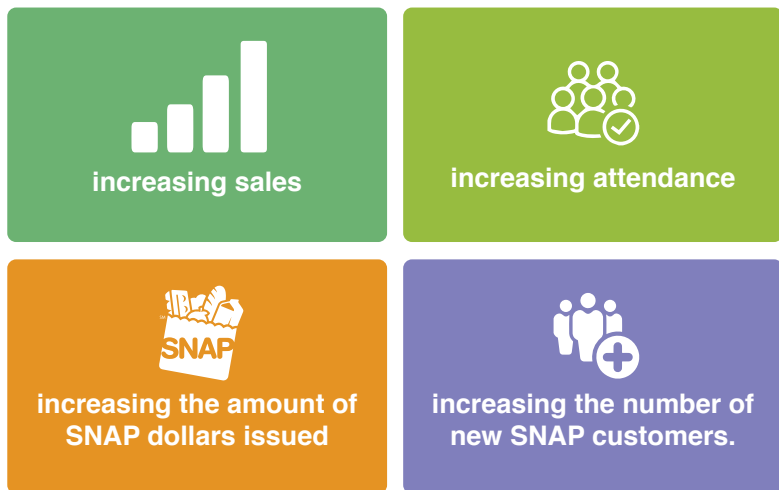 increasing sales
increasing attendance
SNAP
increasing the amount of
SNAP dollars issued
increasing the number of
new SNAP customers.